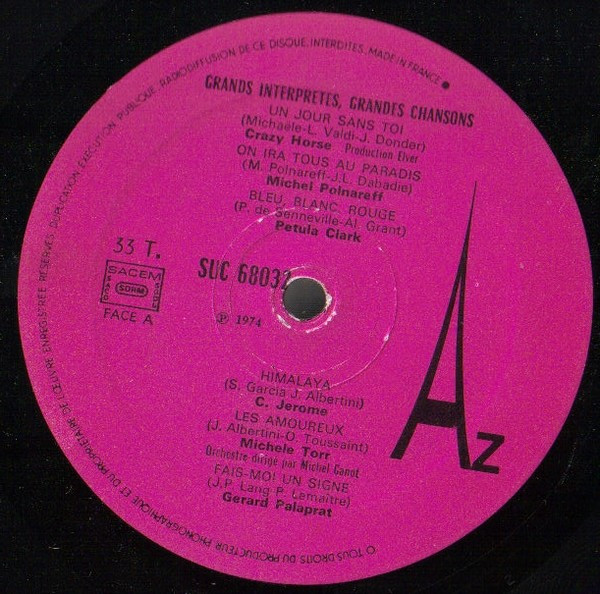 © TOUS DROITS DU PRODUCTEUR PHONOGRAPHIQUE ET DU PROPRIETAIRE DE L'ŒUVRE ENREGISTREE RESERVES, DUPLICATION EXECUTION PUBLIQUE, RADIODIFFUSION DE CE DISQUE, INTERDITES, MADE IN FRANCE
GRANDS INTERPRETES, GRANDES CHANSONS
UN JOUR SANS TOI
(Michaële-L. Valdi-J. Donder)
Crazy Horse Production Elver
ON IRA TOUS AU PARADIS
(M. Polnareff-J.L. Dabadie)
Michel Polnareff
BLEU, BLANC, ROUGE
(P. de Senneville-Al. Grant)
Petula Clark
33 T.
SACEM
SDRM
FACE A
SUC 68032
℗ 1974
HIMALAYA
(S. Garcia J. Albertini)
C. Jerome
LES AMOUREUX
(J. Albertini-O. Toussaint)
Michele Torr
Orchestre dirigé par Michel Ganot
FAIS-MOI UN SIGNE
(J.P. Lang P. Lemaitre)
Gerard Palaprat
AZ